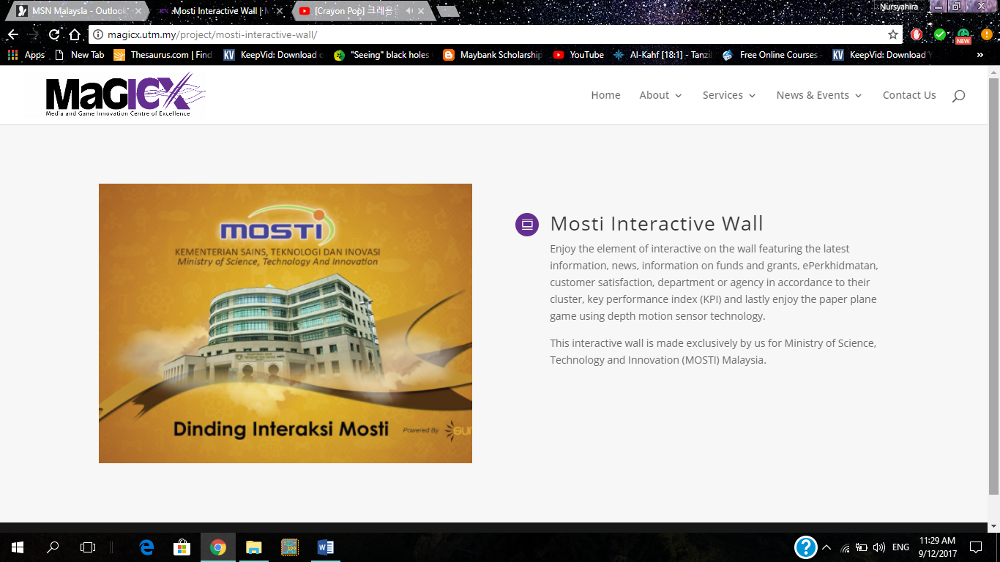 MSN Malaysia - Outlook
Mosti Interactive Wall | M
[Crayon Pop] 크레용
Nursyahira
magicx.utm.my/project/mosti-interactive-wall/
Apps
New Tab
Thesaurus.com | Find
KeepVid: Download o
"Seeing" black holes
Maybank Scholarship
YouTube
Al-Kahf [18:1] - Tanzil
Free Online Courses -
KeepVid: Download Y
NEW
MaGICX
Media and Game Innovation Centre of Excellence
Home
About
Services
News & Events
Contact Us
mosti
KEMENTERIAN SAINS, TEKNOLOGI DAN INOVASI
Ministry of Science, Technology And Innovation
Dinding Interaksi Mosti
Powered By
Mosti Interactive Wall
Enjoy the element of interactive on the wall featuring the latest
information, news, information on funds and grants, ePerkhidmatan,
customer satisfaction, department or agency in accordance to their
cluster, key performance index (KPI) and lastly enjoy the paper plane
game using depth motion sensor technology.
This interactive wall is made exclusively by us for Ministry of Science,
Technology and Innovation (MOSTI) Malaysia.
ENG
11:29 AM
9/12/2017